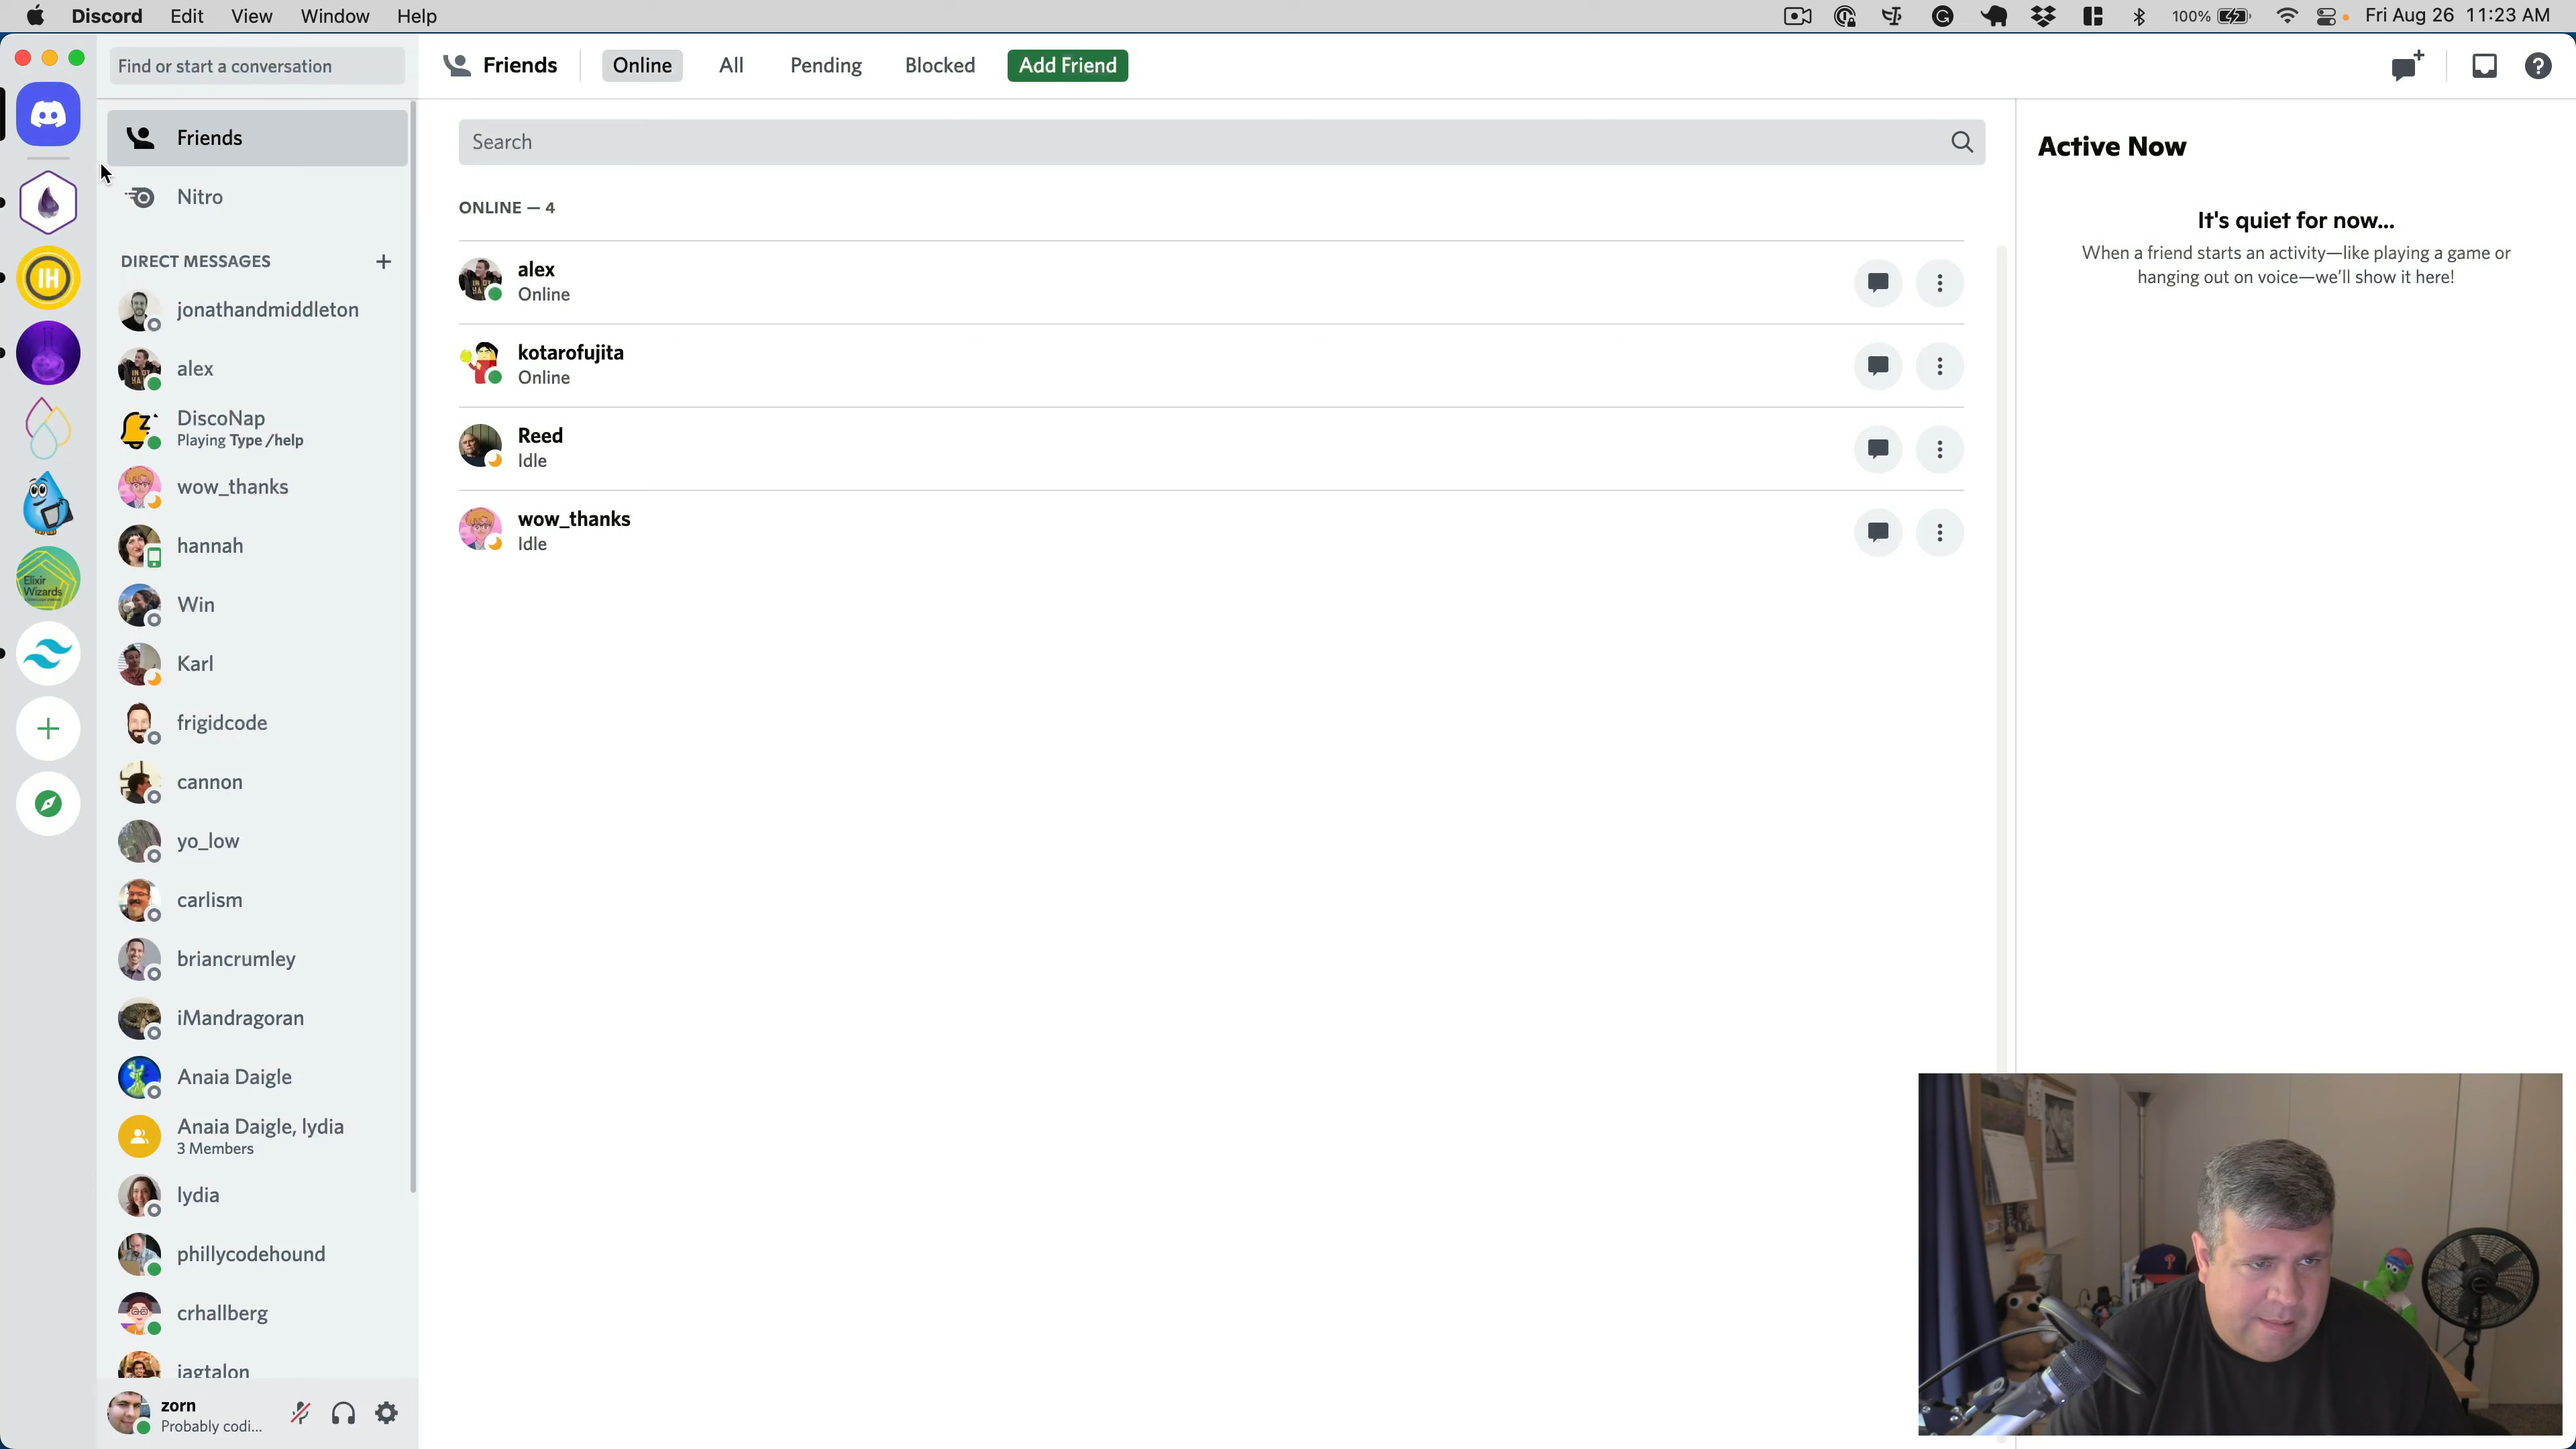 Discord Edit View Window Help
100% Fri Aug 26 11:23 AM
Find or start a conversation
Friends
Nitro
DIRECT MESSAGES
jonathandmiddleton
alex
DiscoNap
Playing Type /help
wow_thanks
hannah
Win
Karl
frigidcode
cannon
yo_low
carlism
briancrumley
iMandragoran
Anaia Daigle
Anaia Daigle, lydia
3 Members
lydia
phillycodehound
crhallberg
jagtalon
zorn
Probably codi...
IH
Elixir
Wizards
Friends Online All Pending Blocked Add Friend
Search
ONLINE — 4
alex
Online
kotarofujita
Online
Reed
Idle
wow_thanks
Idle
Active Now
It's quiet for now...
When a friend starts an activity—like playing a game or
hanging out on voice—we'll show it here!